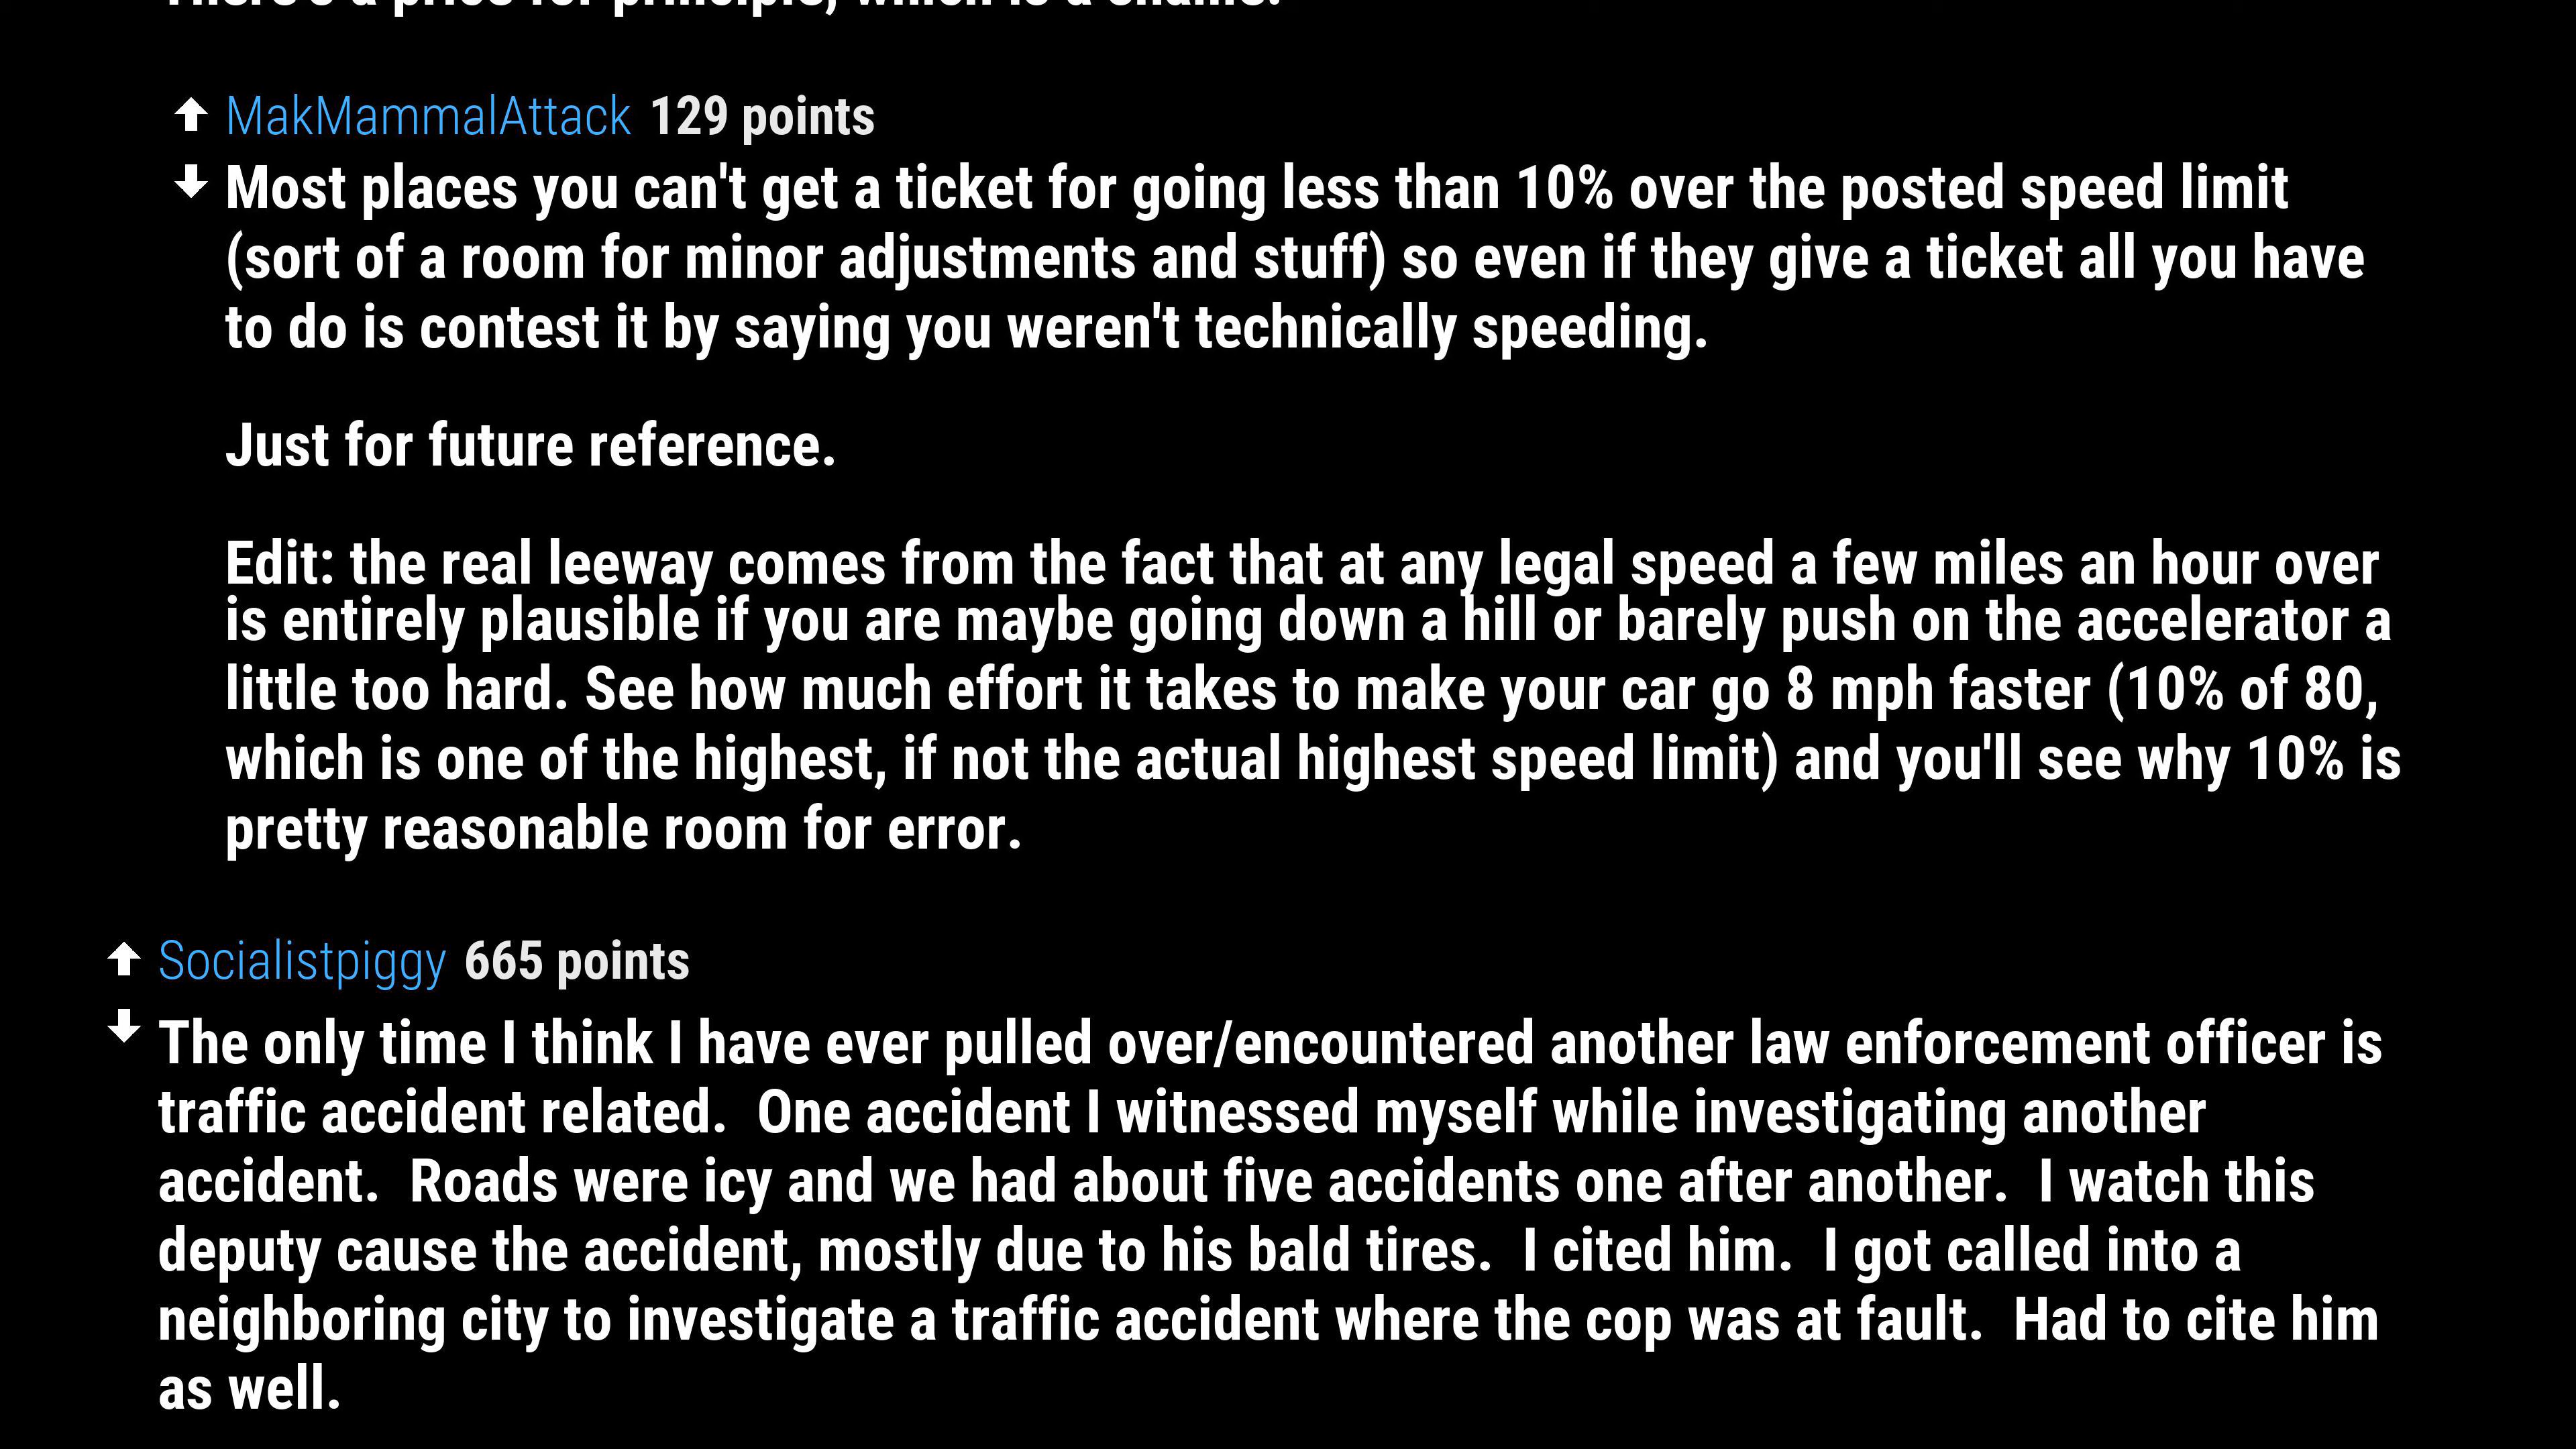 There's a price for principle, which is a shame.
MakMammalAttack 129 points
Most places you can't get a ticket for going less than 10% over the posted speed limit
(sort of a room for minor adjustments and stuff) so even if they give a ticket all you have
to do is contest it by saying you weren't technically speeding.
Just for future reference.
Edit: the real leeway comes from the fact that at any legal speed a few miles an hour over
is entirely plausible if you are maybe going down a hill or barely push on the accelerator a
little too hard. See how much effort it takes to make your car go 8 mph faster (10% of 80,
which is one of the highest, if not the actual highest speed limit) and you'll see why 10% is
pretty reasonable room for error.
Socialistpiggy 665 points
The only time I think I have ever pulled over/encountered another law enforcement officer is
traffic accident related.  One accident I witnessed myself while investigating another
accident.  Roads were icy and we had about five accidents one after another.  I watch this
deputy cause the accident, mostly due to his bald tires.  I cited him.  I got called into a
neighboring city to investigate a traffic accident where the cop was at fault.  Had to cite him
as well.